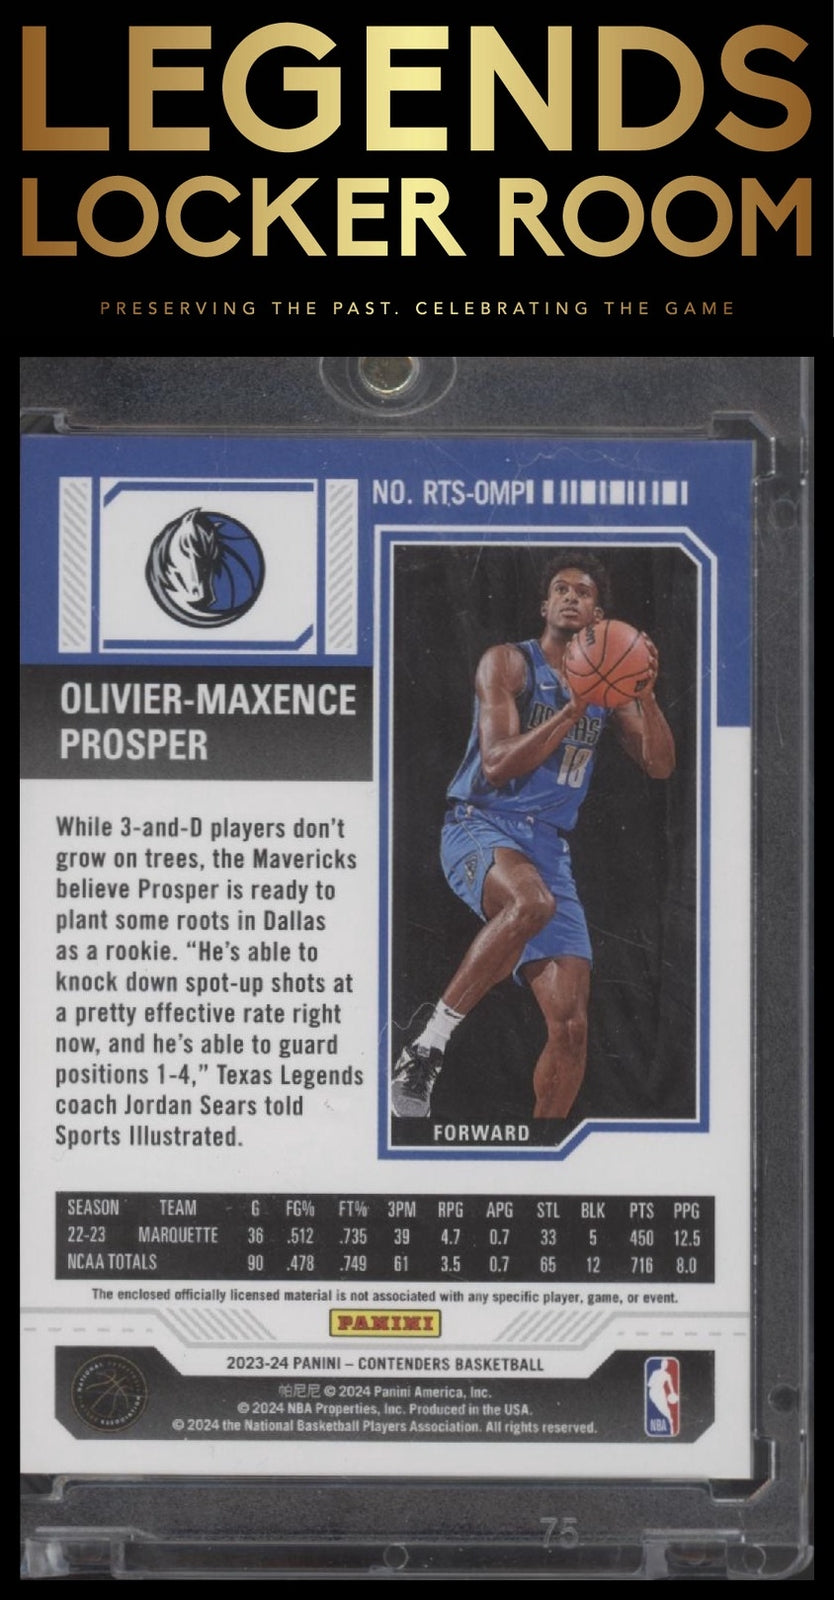 LEGENDS
LOCKER ROOM
PRESERVING THE PAST. CELEBRATING THE GAME
NO. RTS-OMP
OLIVIER-MAXENCE
PROSPER
DALLAS
18
While 3-and-D players don't
grow on trees, the Mavericks
believe Prosper is ready to
plant some roots in Dallas
as a rookie. “He's able to
knock down spot-up shots at
a pretty effective rate right
now, and he's able to guard
positions 1-4,” Texas Legends
coach Jordan Sears told
Sports Illustrated.
FORWARD
SEASON TEAM G FG% FT% 3PM RPG APG STL BLK PTS PPG
22-23 MARQUETTE 36 .512 .735 39 4.7 0.7 33 5 450 12.5
NCAA TOTALS 90 .478 .749 61 3.5 0.7 65 12 716 8.0
The enclosed officially licensed material is not associated with any specific player, game, or event.
PANINI
2023-24 PANINI – CONTENDERS BASKETBALL
帕尼尼 © 2024 Panini America, Inc.
© 2024 NBA Properties, Inc. Produced in the USA.
© 2024 the National Basketball Players Association. All rights reserved.
NBA
75